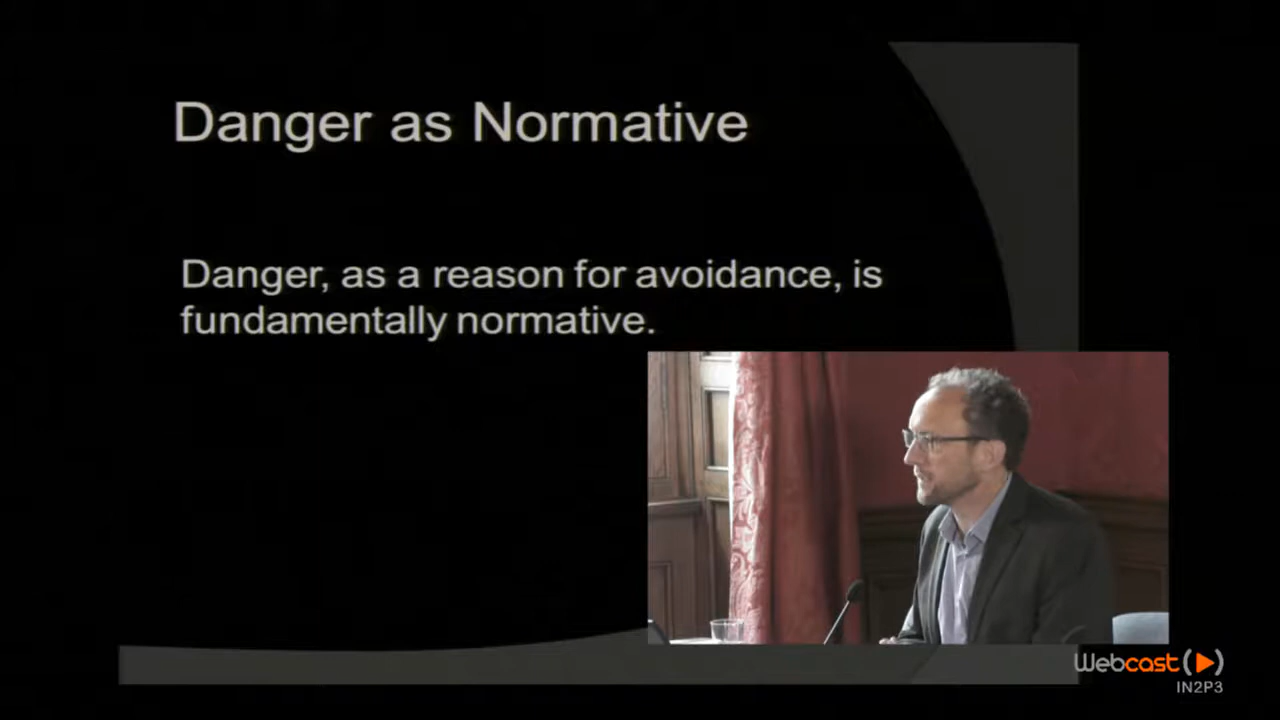 Danger as Normative
Danger, as a reason for avoidance, is
fundamentally normative.
Webcast
IN2P3